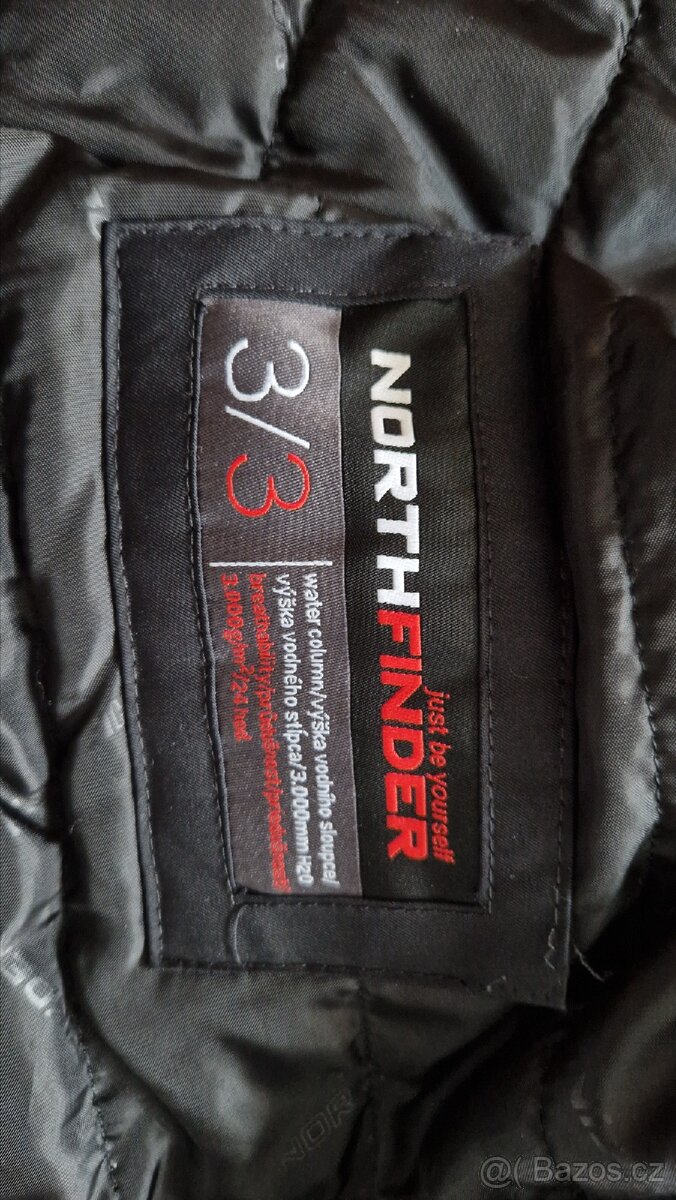 just be yourself
NORTHFINDER
3/3
water column/výška vodního sloupce/
výška vodného stĺpca/3.000mm H2O
breathability/prodyšnost/priedušnosť
3.000g/m²/24 hod
@( Bazos.cz